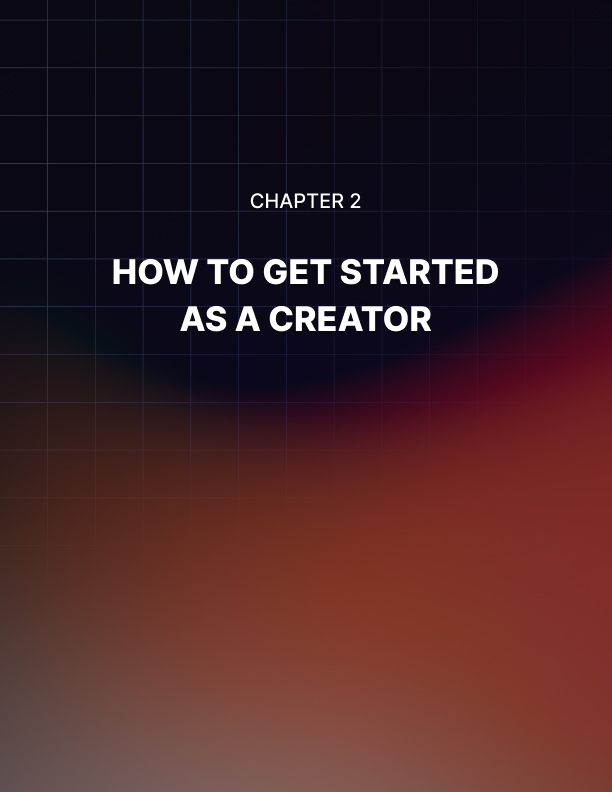 CHAPTER 2
HOW TO GET STARTED
AS A CREATOR